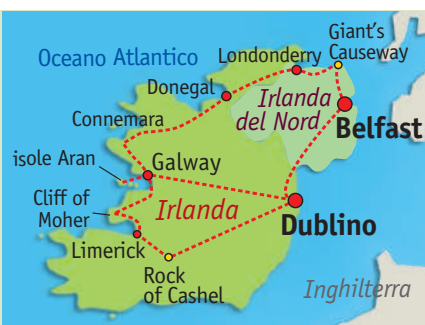 Giant's
Causeway
Oceano Atlantico
Londonderry
Donegal
Irlanda
del Nord
Belfast
Connemara
isole Aran
Galway
Cliff of
Moher
Irlanda
Dublino
Limerick
Rock
of Cashel
Inghilterra